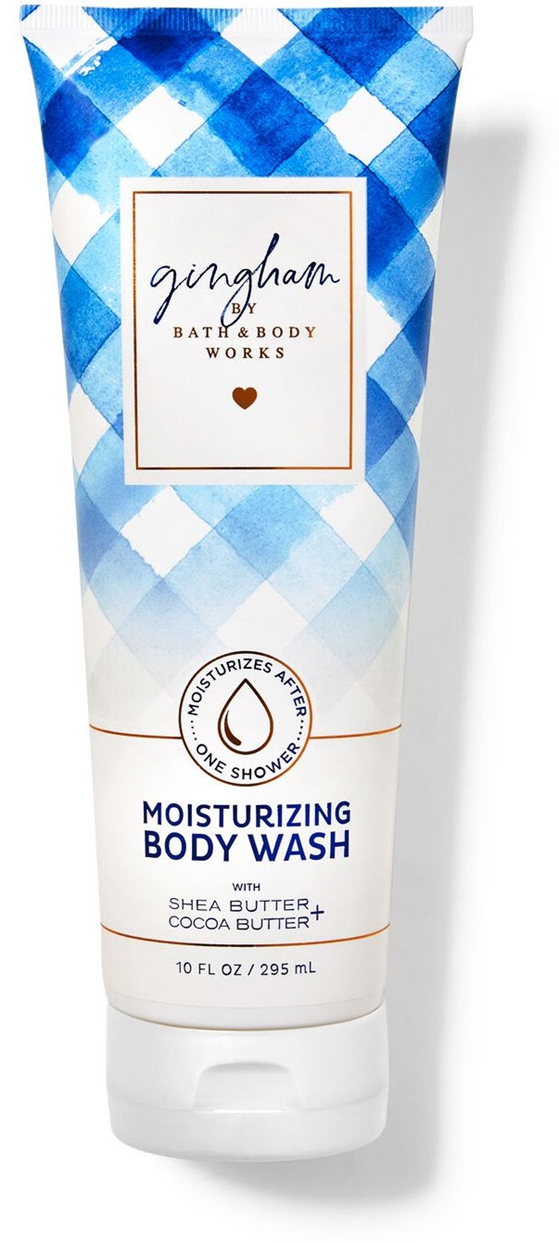 gingham
BY
BATH & BODY
WORKS
MOISTURIZES AFTER
ONE SHOWER
MOISTURIZING
BODY WASH
WITH
SHEA BUTTER
COCOA BUTTER+
10 FL OZ / 295 mL